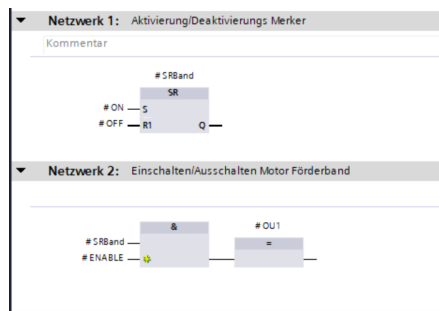 Netzwerk 1: Aktivierung/Deaktivierungs Merker
Kommentar
#SRBand
SR
#ON S
#OFF R1 Q
Netzwerk 2: Einschalten/Ausschalten Motor Förderband
& #OU1
#SRBand =
#ENABLE